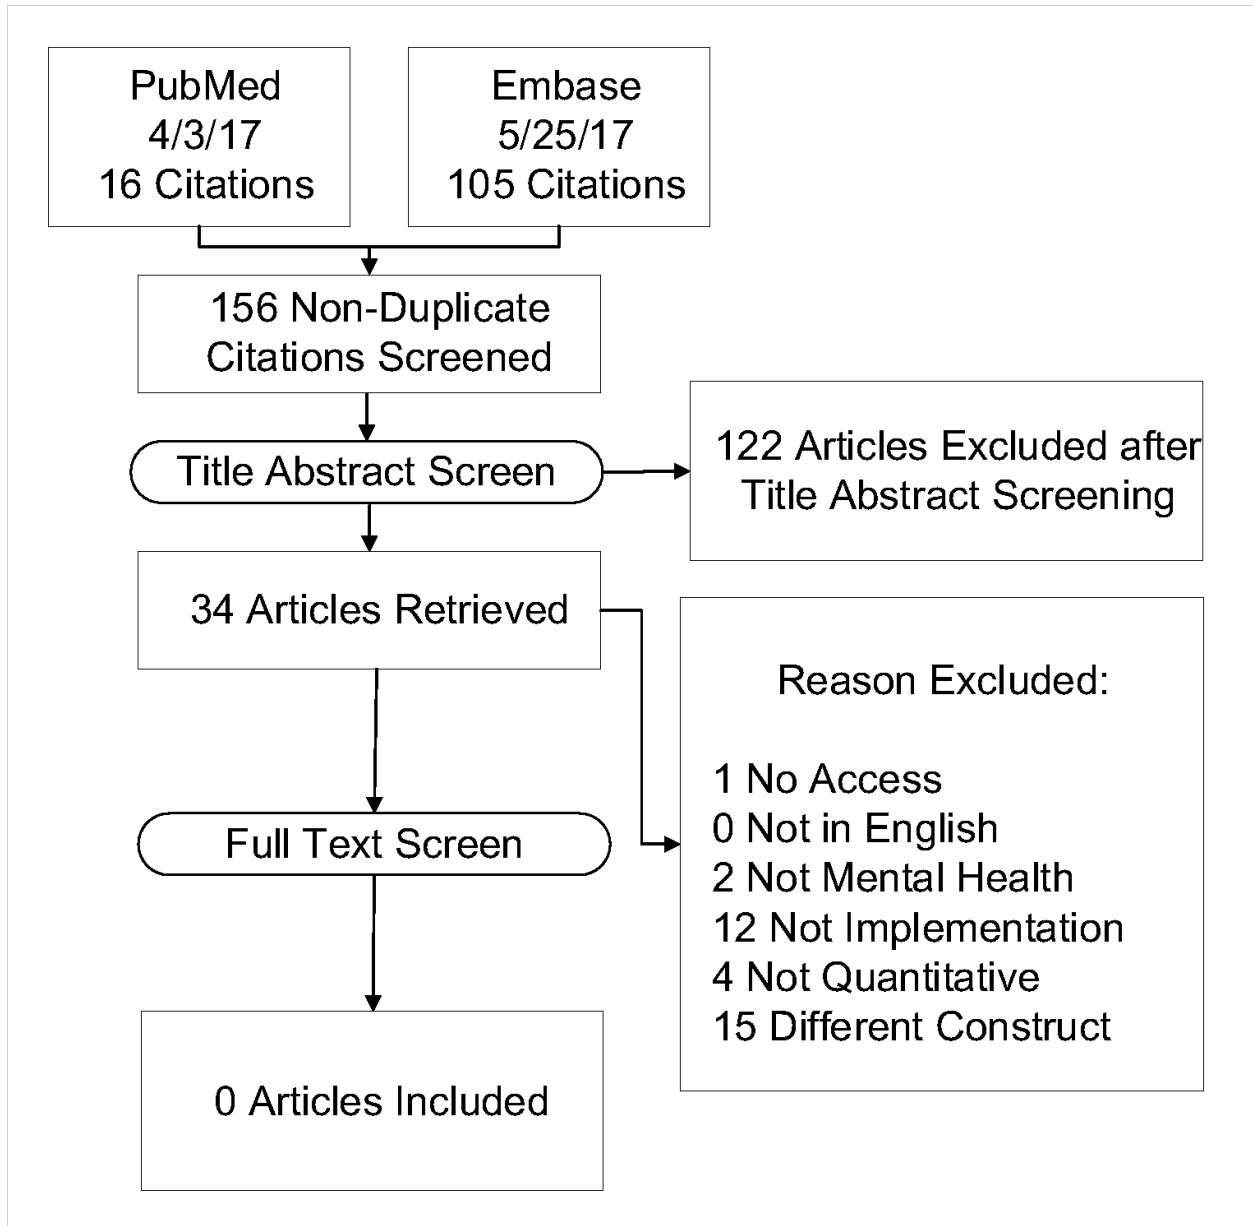 PubMed
4/3/17
16 Citations
Embase
5/25/17
105 Citations
156 Non-Duplicate
Citations Screened
Title Abstract Screen
122 Articles Excluded after
Title Abstract Screening
34 Articles Retrieved
Reason Excluded:
1 No Access
0 Not in English
2 Not Mental Health
12 Not Implementation
4 Not Quantitative
15 Different Construct
Full Text Screen
0 Articles Included